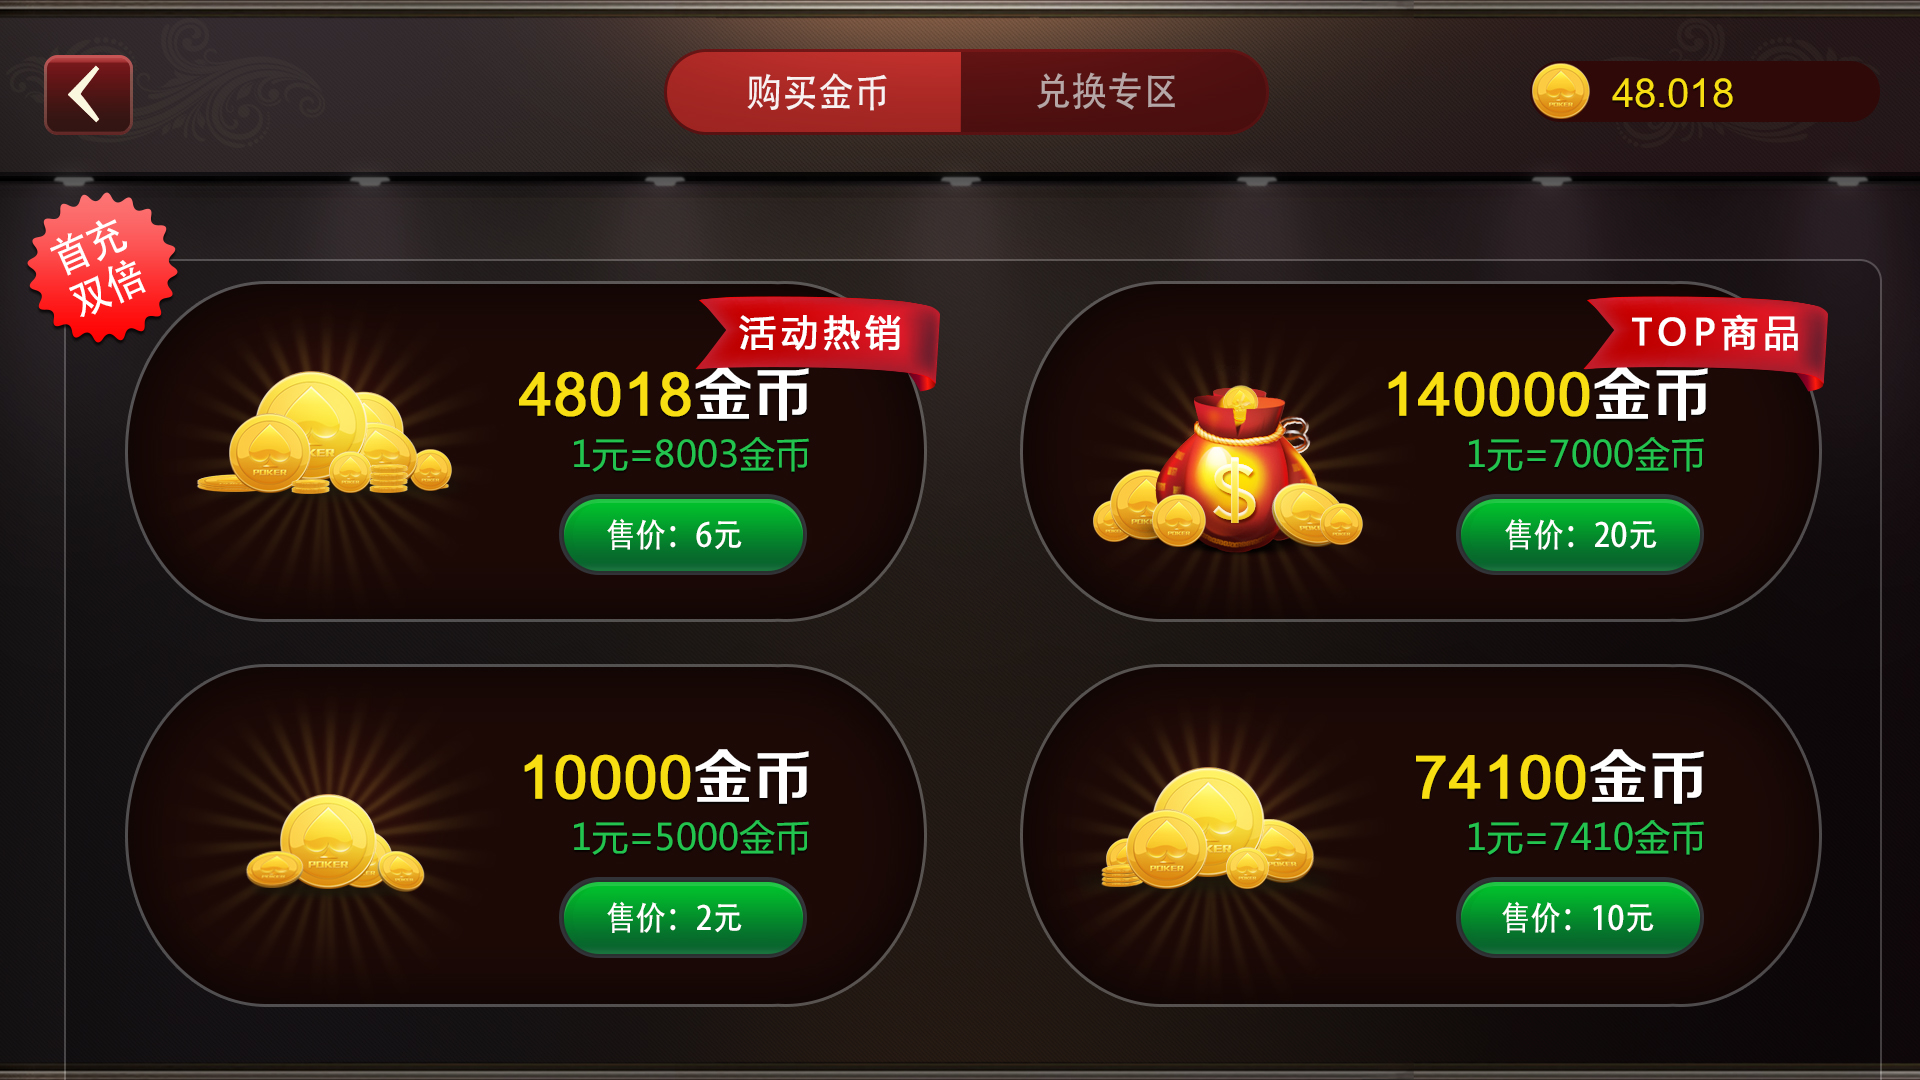 购买金币
兑换专区
48.018
首充
双倍
活动热销
48018金币
1元=8003金币
售价：6元
TOP商品
140000金币
1元=7000金币
售价：20元
10000金币
1元=5000金币
售价：2元
74100金币
1元=7410金币
售价：10元
POKER
POKER
POKER